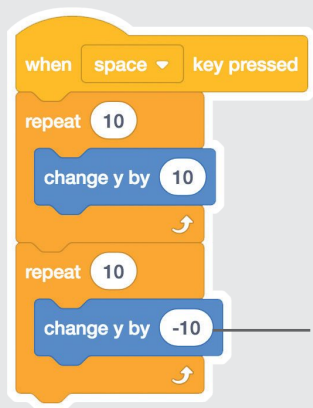 when space key pressed
repeat 10
change y by 10
repeat 10
change y by -10